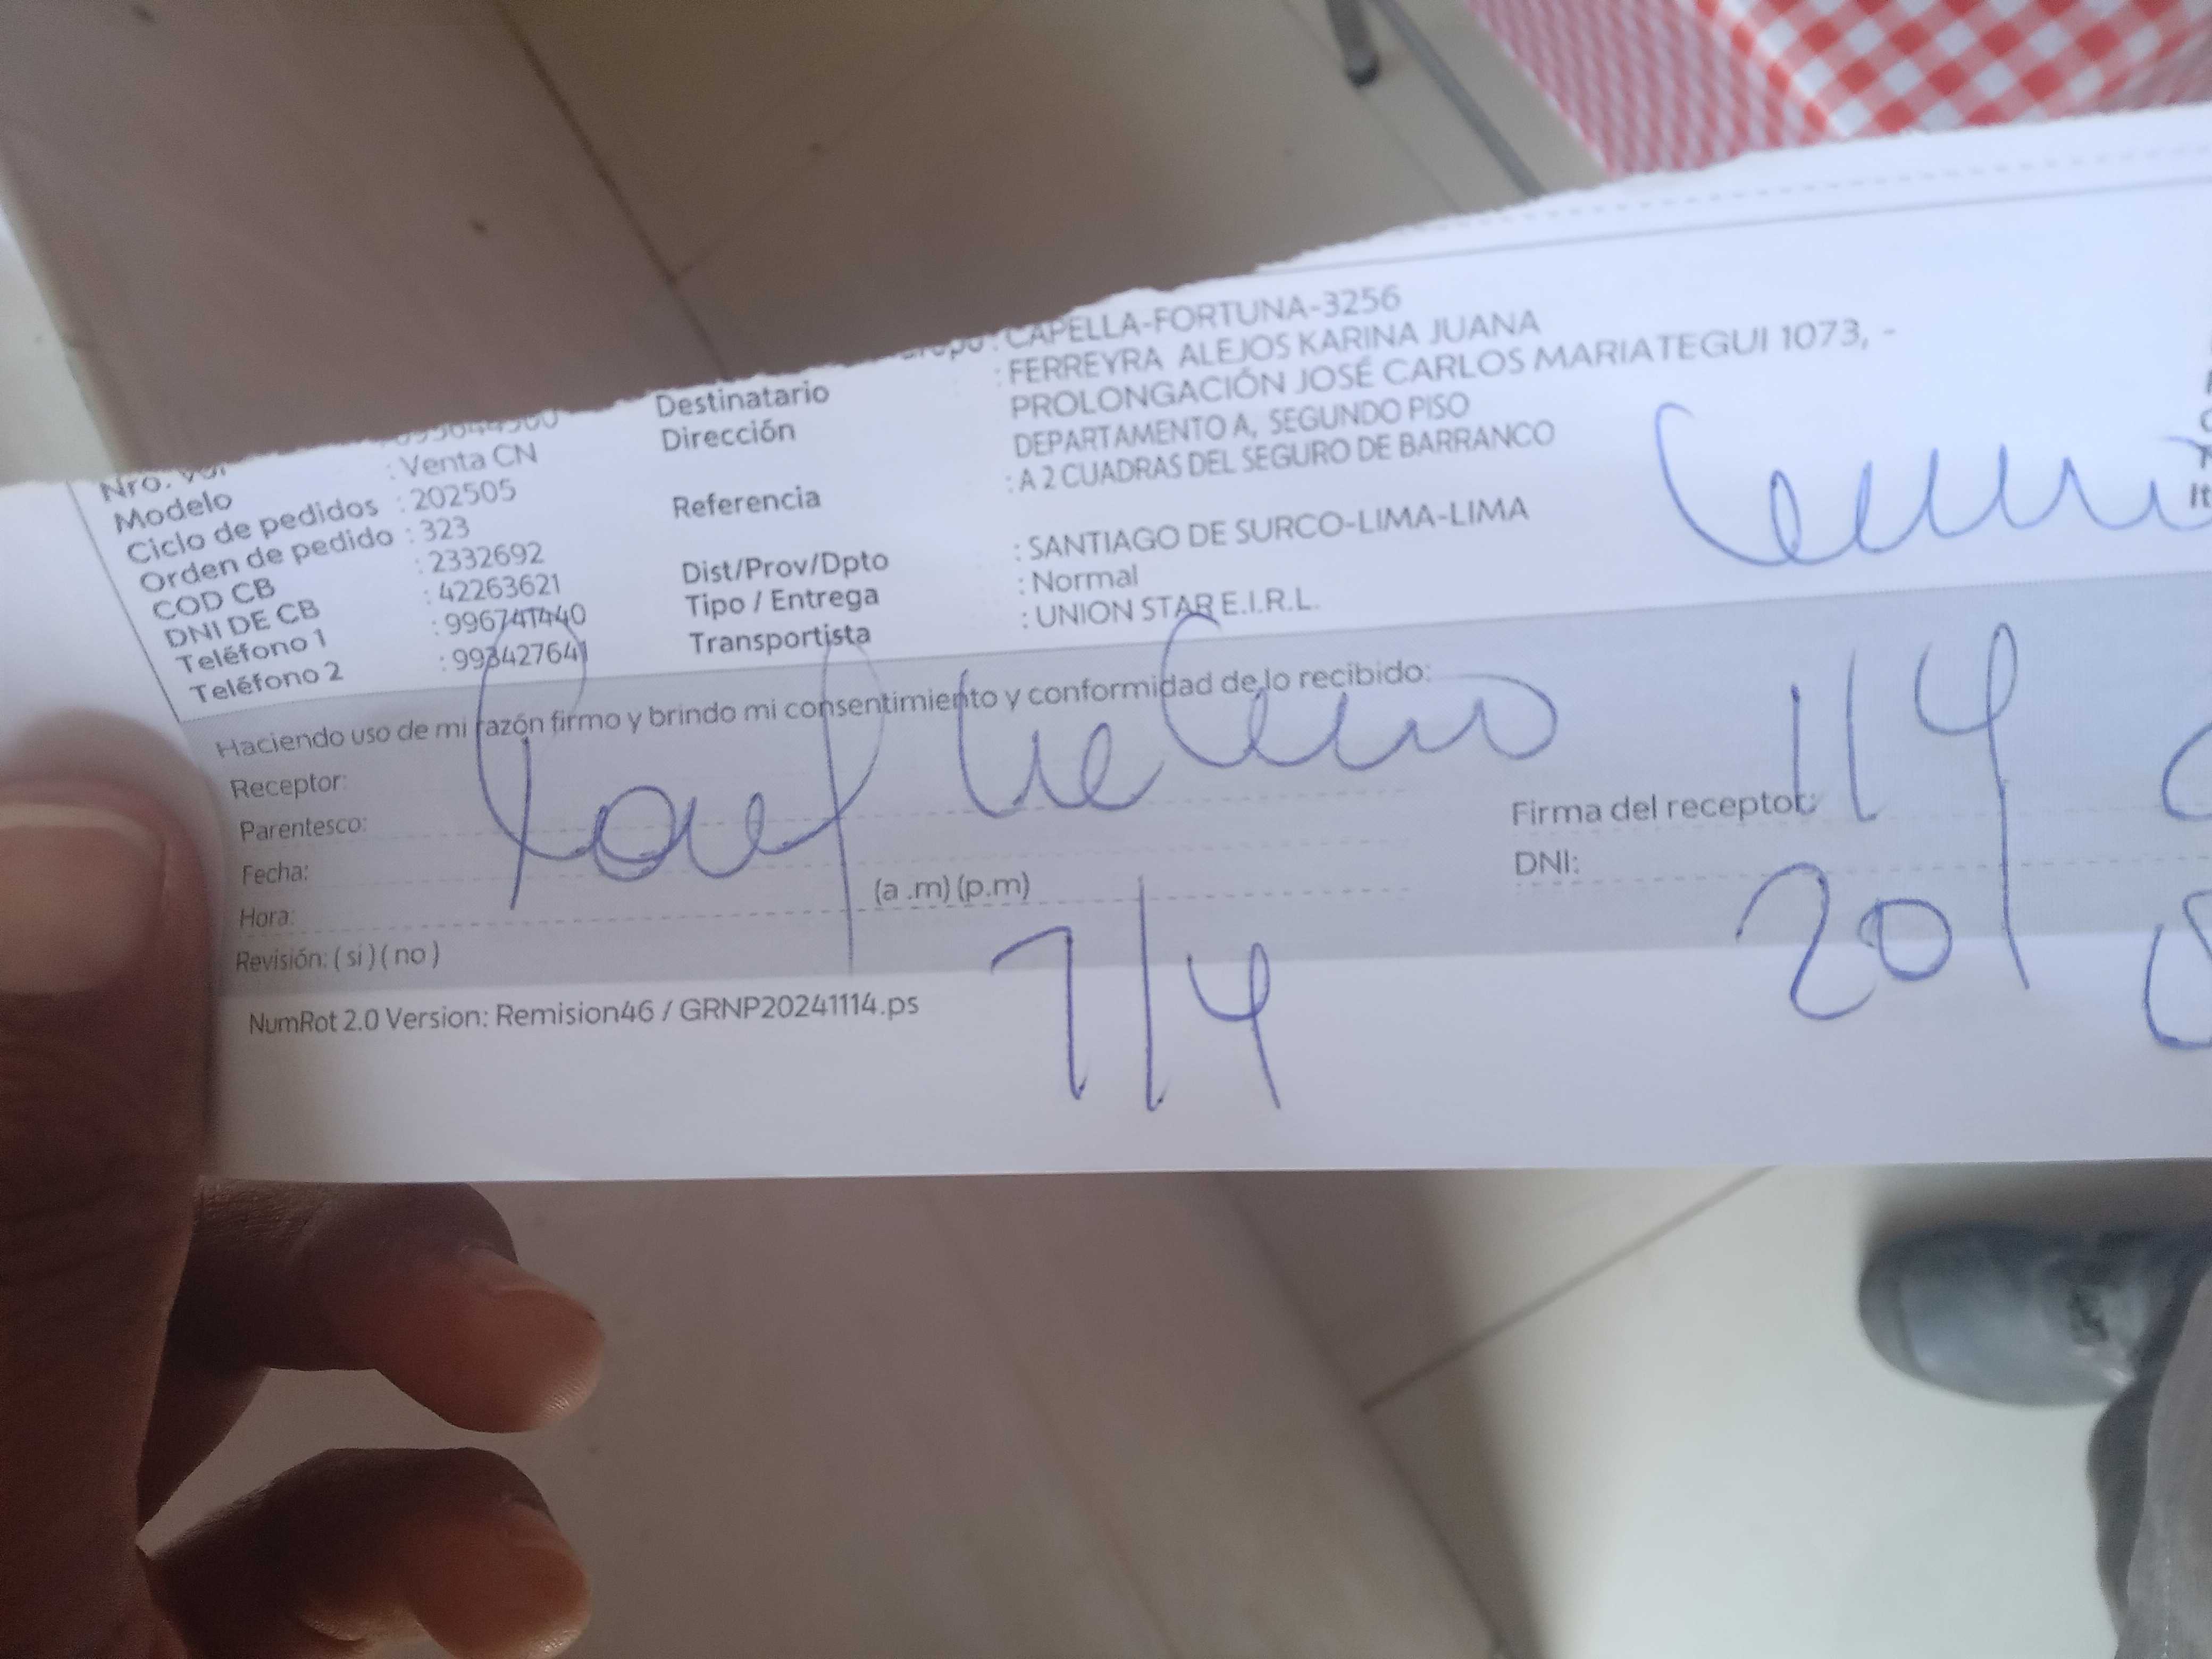 CAPELLA-FORTUNA-3256
Destinatario : FERREYRA ALEJOS KARINA JUANA
Dirección PROLONGACIÓN JOSÉ CARLOS MARIATEGUI 1073, -
DEPARTAMENTO A, SEGUNDO PISO
Referencia : A 2 CUADRAS DEL SEGURO DE BARRANCO
Dist/Prov/Dpto : SANTIAGO DE SURCO-LIMA-LIMA
Tipo / Entrega : Normal
Transportista : UNION STAR E.I.R.L.
Modelo : Venta CN
Ciclo de pedidos : 202505
Orden de pedido : 323
COD CB : 2332692
DNI DE CB : 42263621
Teléfono 1 : 996741440
Teléfono 2 : 993427641
Haciendo uso de mi razón firmo y brindo mi consentimiento y conformidad de lo recibido:
Receptor:
Parentesco:
Fecha:
Hora: (a .m) (p.m)
Revisión: ( si ) ( no )
Firma del receptor: 114
DNI: 20
7/4
NumRot 2.0 Version: Remision46 / GRNP20241114.ps